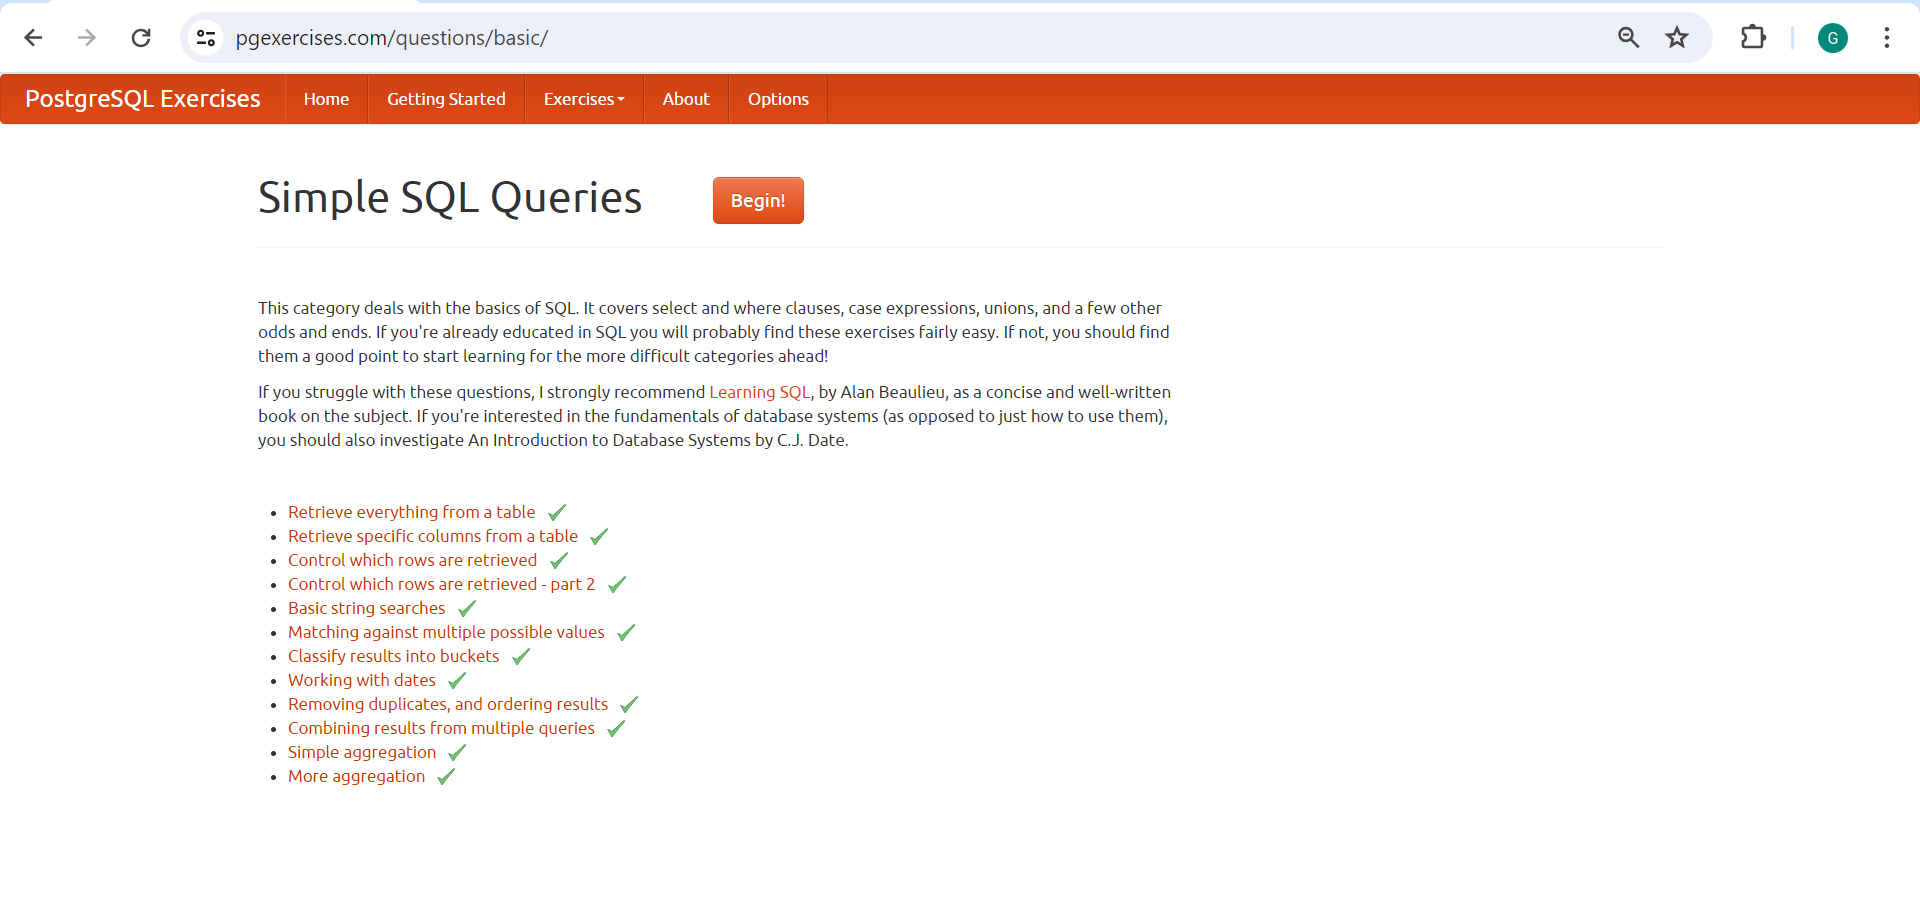 pgexercises.com/questions/basic/
G
PostgreSQL Exercises Home Getting Started Exercises About Options
Simple SQL Queries Begin!
This category deals with the basics of SQL. It covers select and where clauses, case expressions, unions, and a few other
odds and ends. If you're already educated in SQL you will probably find these exercises fairly easy. If not, you should find
them a good point to start learning for the more difficult categories ahead!
If you struggle with these questions, I strongly recommend Learning SQL, by Alan Beaulieu, as a concise and well-written
book on the subject. If you're interested in the fundamentals of database systems (as opposed to just how to use them),
you should also investigate An Introduction to Database Systems by C.J. Date.
Retrieve everything from a table
Retrieve specific columns from a table
Control which rows are retrieved
Control which rows are retrieved - part 2
Basic string searches
Matching against multiple possible values
Classify results into buckets
Working with dates
Removing duplicates, and ordering results
Combining results from multiple queries
Simple aggregation
More aggregation